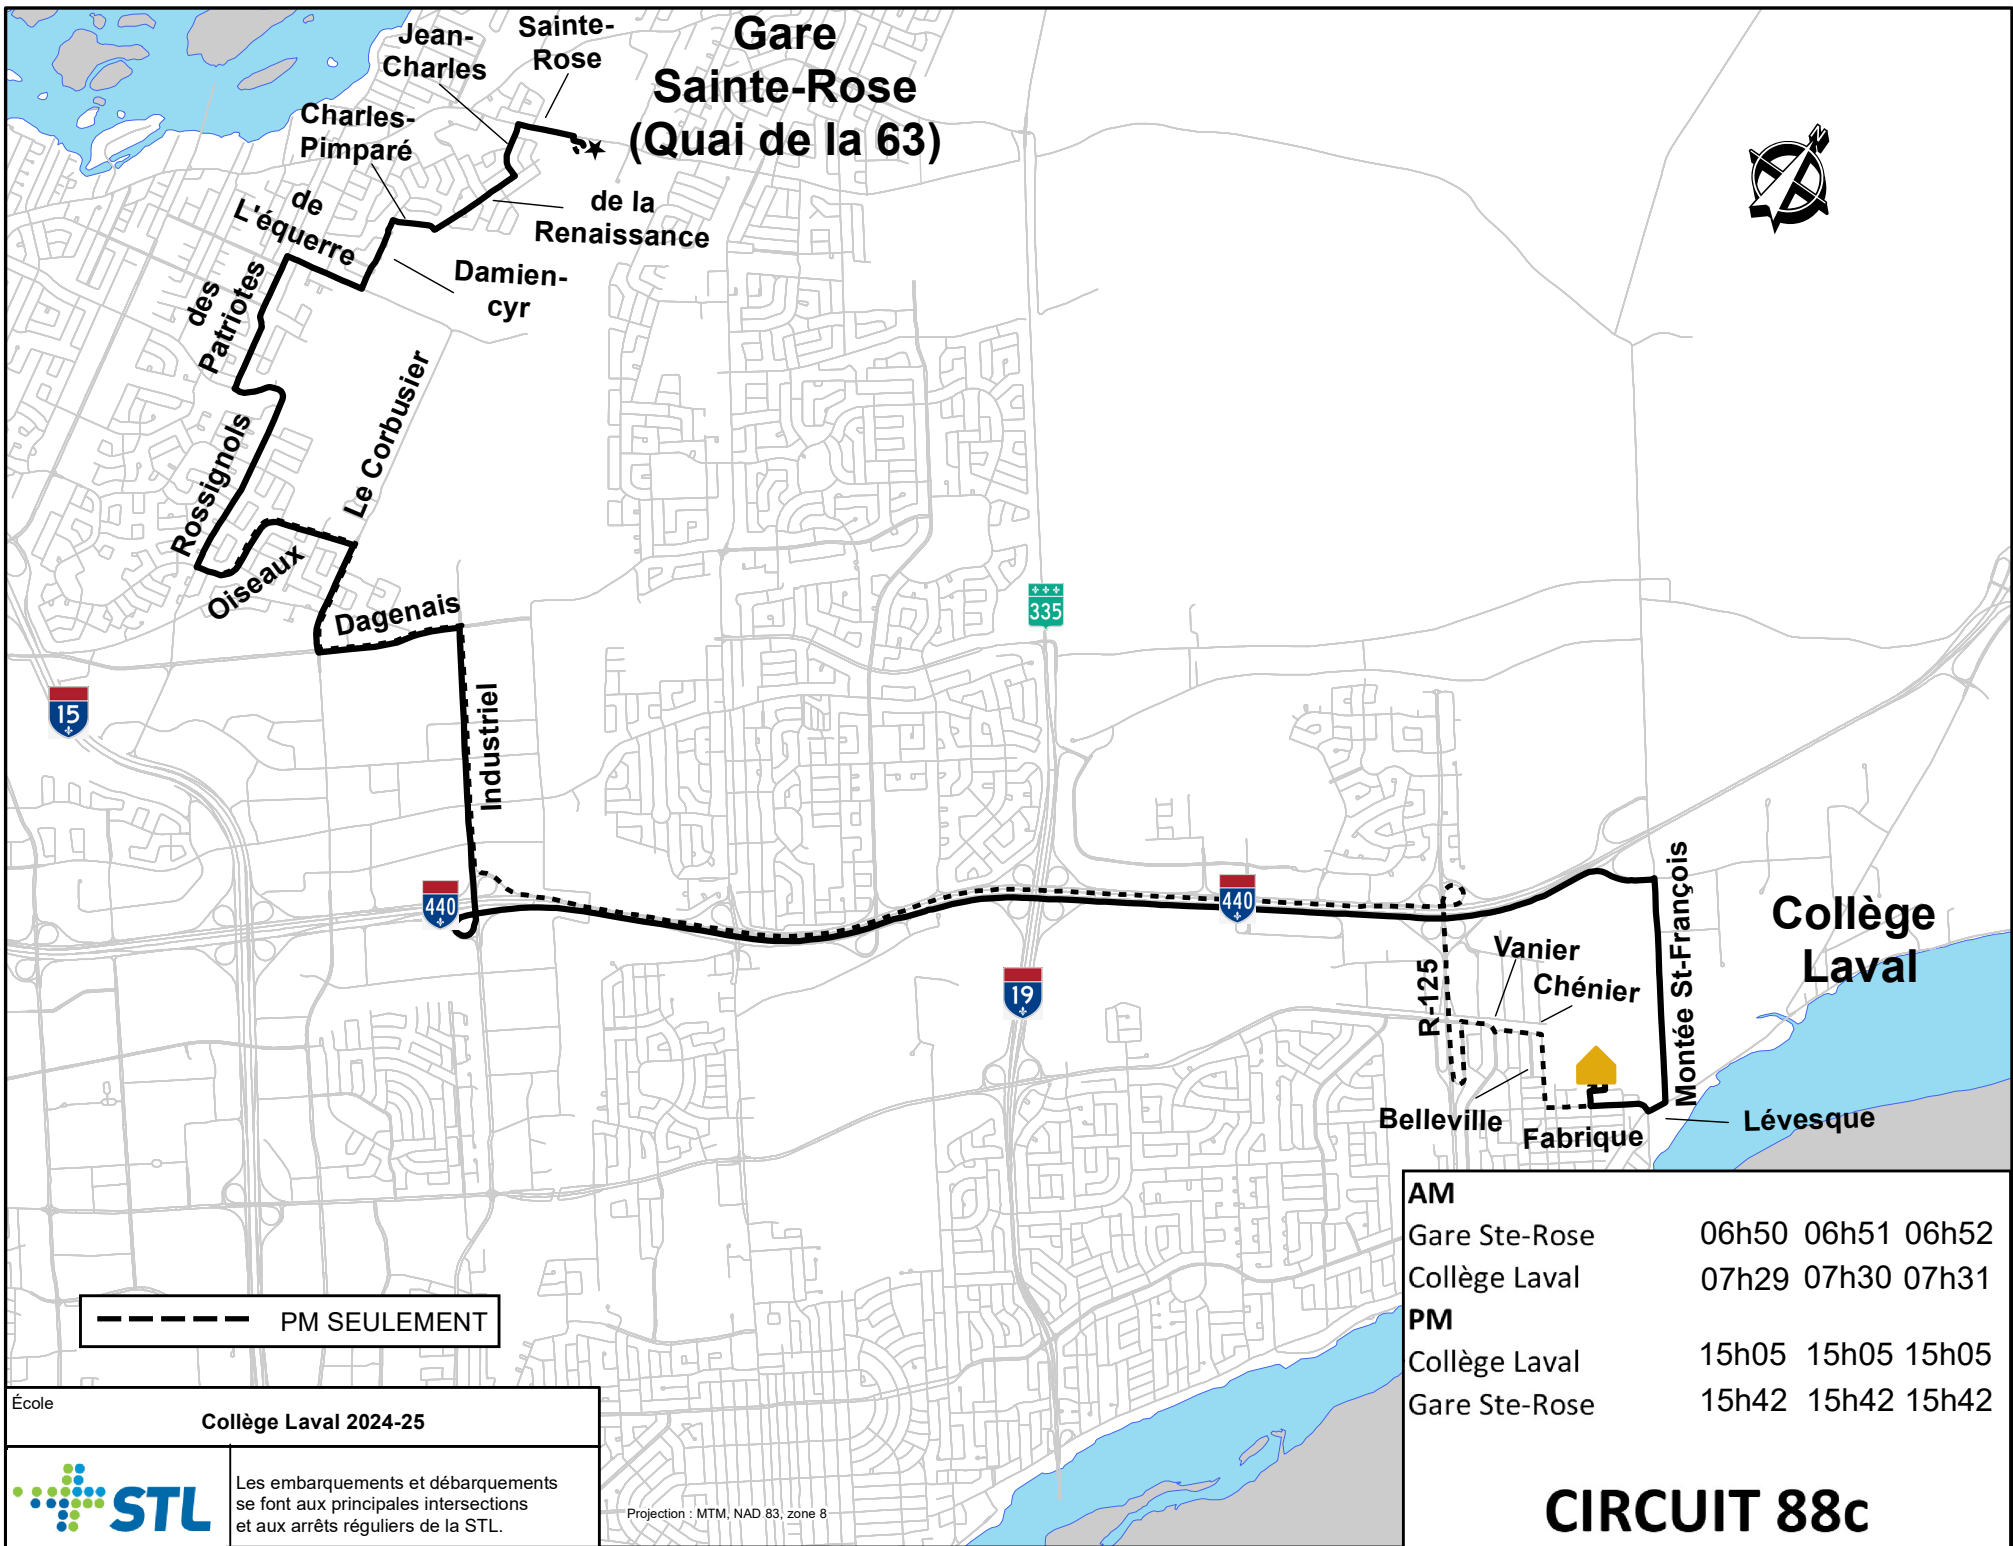 Jean-
Charles
Sainte-
Rose
Gare
Sainte-Rose
(Quai de la 63)
Charles-
Pimparé
N
de
L'équerre
de la
Renaissance
Damien-
cyr
des
Patriotes
Le Corbusier
Rossignols
Oiseaux
Dagenais
335
15
Industriel
440
440
19
R-125
Vanier
Chénier
Montée St-François
Collège
Laval
Belleville
Fabrique
Lévesque
AM
Gare Ste-Rose 06h50 06h51 06h52
Collège Laval 07h29 07h30 07h31
PM
Collège Laval 15h05 15h05 15h05
Gare Ste-Rose 15h42 15h42 15h42
CIRCUIT 88c
PM SEULEMENT
École
Collège Laval 2024-25
STL
Les embarquements et débarquements
se font aux principales intersections
et aux arrêts réguliers de la STL.
Projection : MTM, NAD 83, zone 8